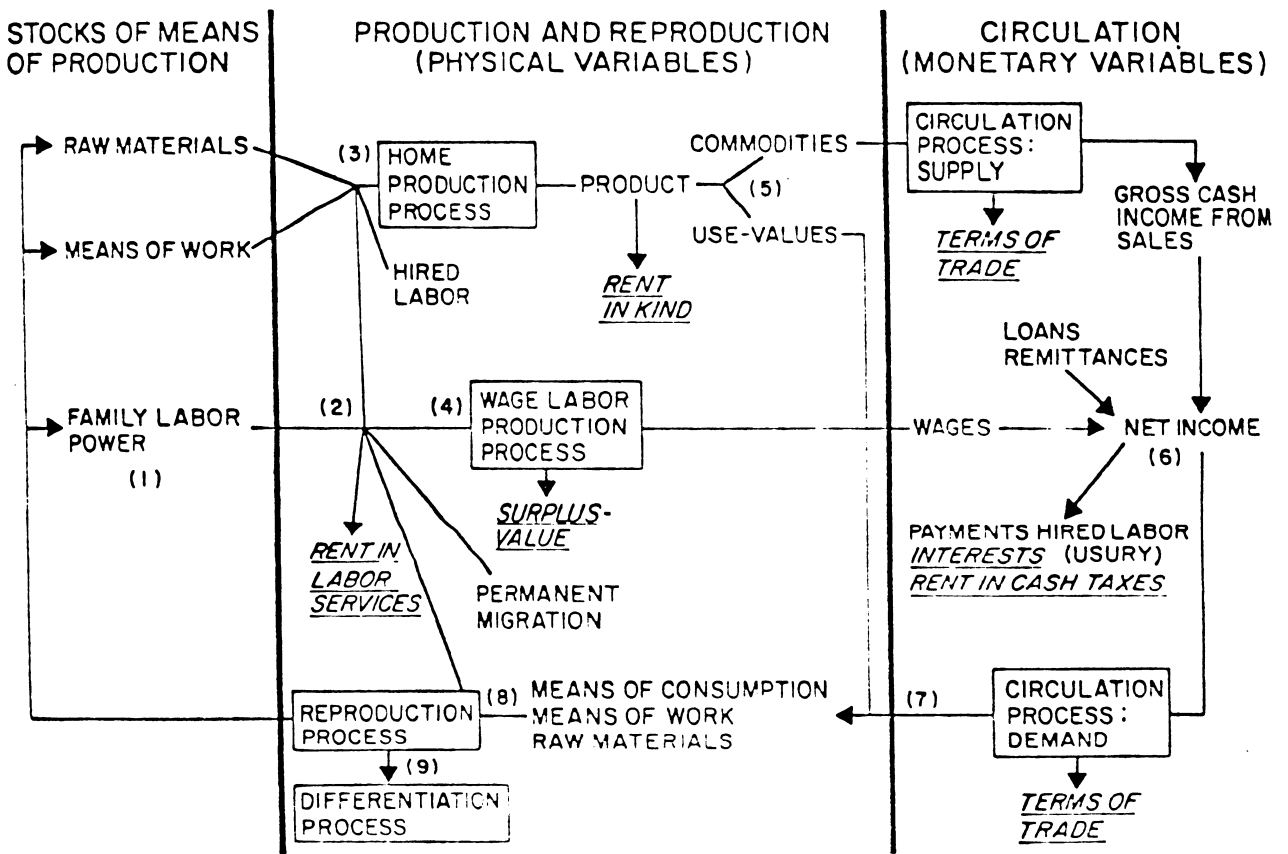 STOCKS OF MEANS
OF PRODUCTION
PRODUCTION AND REPRODUCTION
(PHYSICAL VARIABLES)
CIRCULATION
(MONETARY VARIABLES)
RAW MATERIALS
MEANS OF WORK
FAMILY LABOR
POWER
(1)
(3)
HOME
PRODUCTION
PROCESS
HIRED
LABOR
PRODUCT
(5)
COMMODITIES
USE-VALUES
RENT
IN KIND
(2)
(4)
WAGE LABOR
PRODUCTION
PROCESS
SURPLUS-
VALUE
RENT IN
LABOR
SERVICES
PERMANENT
MIGRATION
REPRODUCTION
PROCESS
(8)
MEANS OF CONSUMPTION
MEANS OF WORK
RAW MATERIALS
(9)
DIFFERENTIATION
PROCESS
CIRCULATION
PROCESS:
SUPPLY
TERMS OF
TRADE
GROSS CASH
INCOME FROM
SALES
LOANS
REMITTANCES
WAGES
NET INCOME
(6)
PAYMENTS HIRED LABOR
INTERESTS (USURY)
RENT IN CASH TAXES
(7)
CIRCULATION
PROCESS:
DEMAND
TERMS OF
TRADE